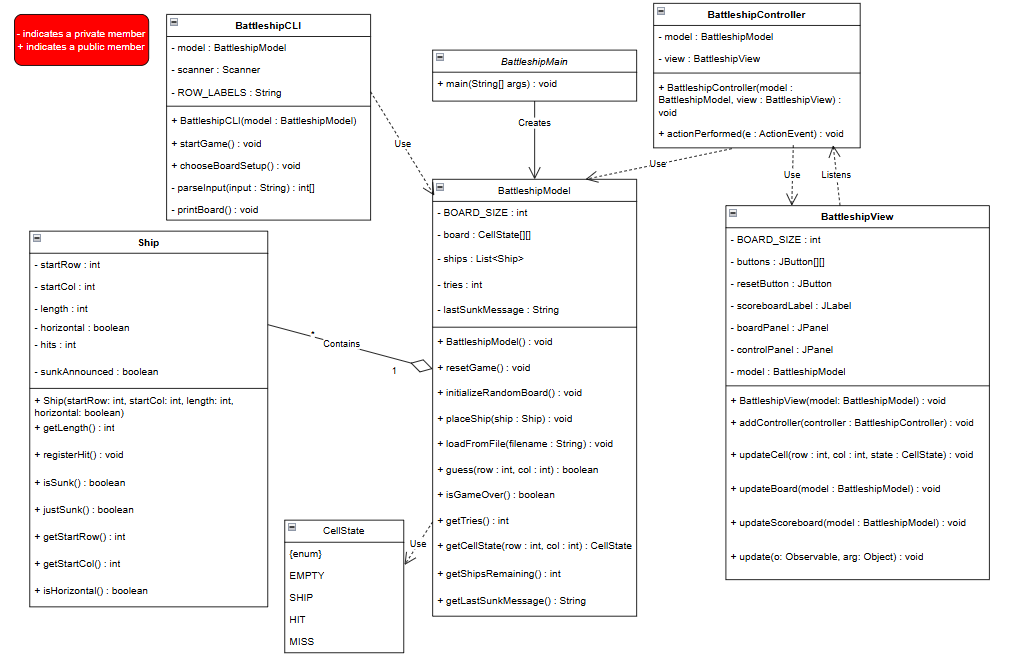 - indicates a private member
+ indicates a public member
BattleshipCLI
- model : BattleshipModel
- scanner : Scanner
- ROW_LABELS : String
+ BattleshipCLI(model : BattleshipModel)
+ startGame() : void
+ chooseBoardSetup() : void
- parseInput(input : String) : int[]
- printBoard() : void
BattleshipMain
+ main(String[] args) : void
Creates
BattleshipController
- model : BattleshipModel
- view : BattleshipView
+ BattleshipController(model :
BattleshipModel, view : BattleshipView) :
void
+ actionPerformed(e : ActionEvent) : void
Use
Use
Use
Listens
Ship
- startRow : int
- startCol : int
- length : int
- horizontal : boolean
- hits : int
- sunkAnnounced : boolean
+ Ship(startRow: int, startCol: int, length: int,
horizontal: boolean)
+ getLength() : int
+ registerHit() : void
+ isSunk() : boolean
+ justSunk() : boolean
+ getStartRow() : int
+ getStartCol() : int
+ isHorizontal() : boolean
*
Contains
1
BattleshipModel
- BOARD_SIZE : int
- board : CellState[][]
- ships : List<Ship>
- tries : int
- lastSunkMessage : String
+ BattleshipModel() : void
+ resetGame() : void
+ initializeRandomBoard() : void
+ placeShip(ship : Ship) : void
+ loadFromFile(filename : String) : void
+ guess(row : int, col : int) : boolean
+ isGameOver() : boolean
+ getTries() : int
+ getCellState(row : int, col : int) : CellState
+ getShipsRemaining() : int
+ getLastSunkMessage() : String
BattleshipView
- BOARD_SIZE : int
- buttons : JButton[][]
- resetButton : JButton
- scoreboardLabel : JLabel
- boardPanel : JPanel
- controlPanel : JPanel
- model : BattleshipModel
+ BattleshipView(model: BattleshipModel) : void
+ addController(controller : BattleshipController) : void
+ updateCell(row : int, col : int, state : CellState) : void
+ updateBoard(model : BattleshipModel) : void
+ updateScoreboard(model : BattleshipModel) : void
+ update(o: Observable, arg: Object) : void
CellState
{enum}
EMPTY
SHIP
HIT
MISS
Use